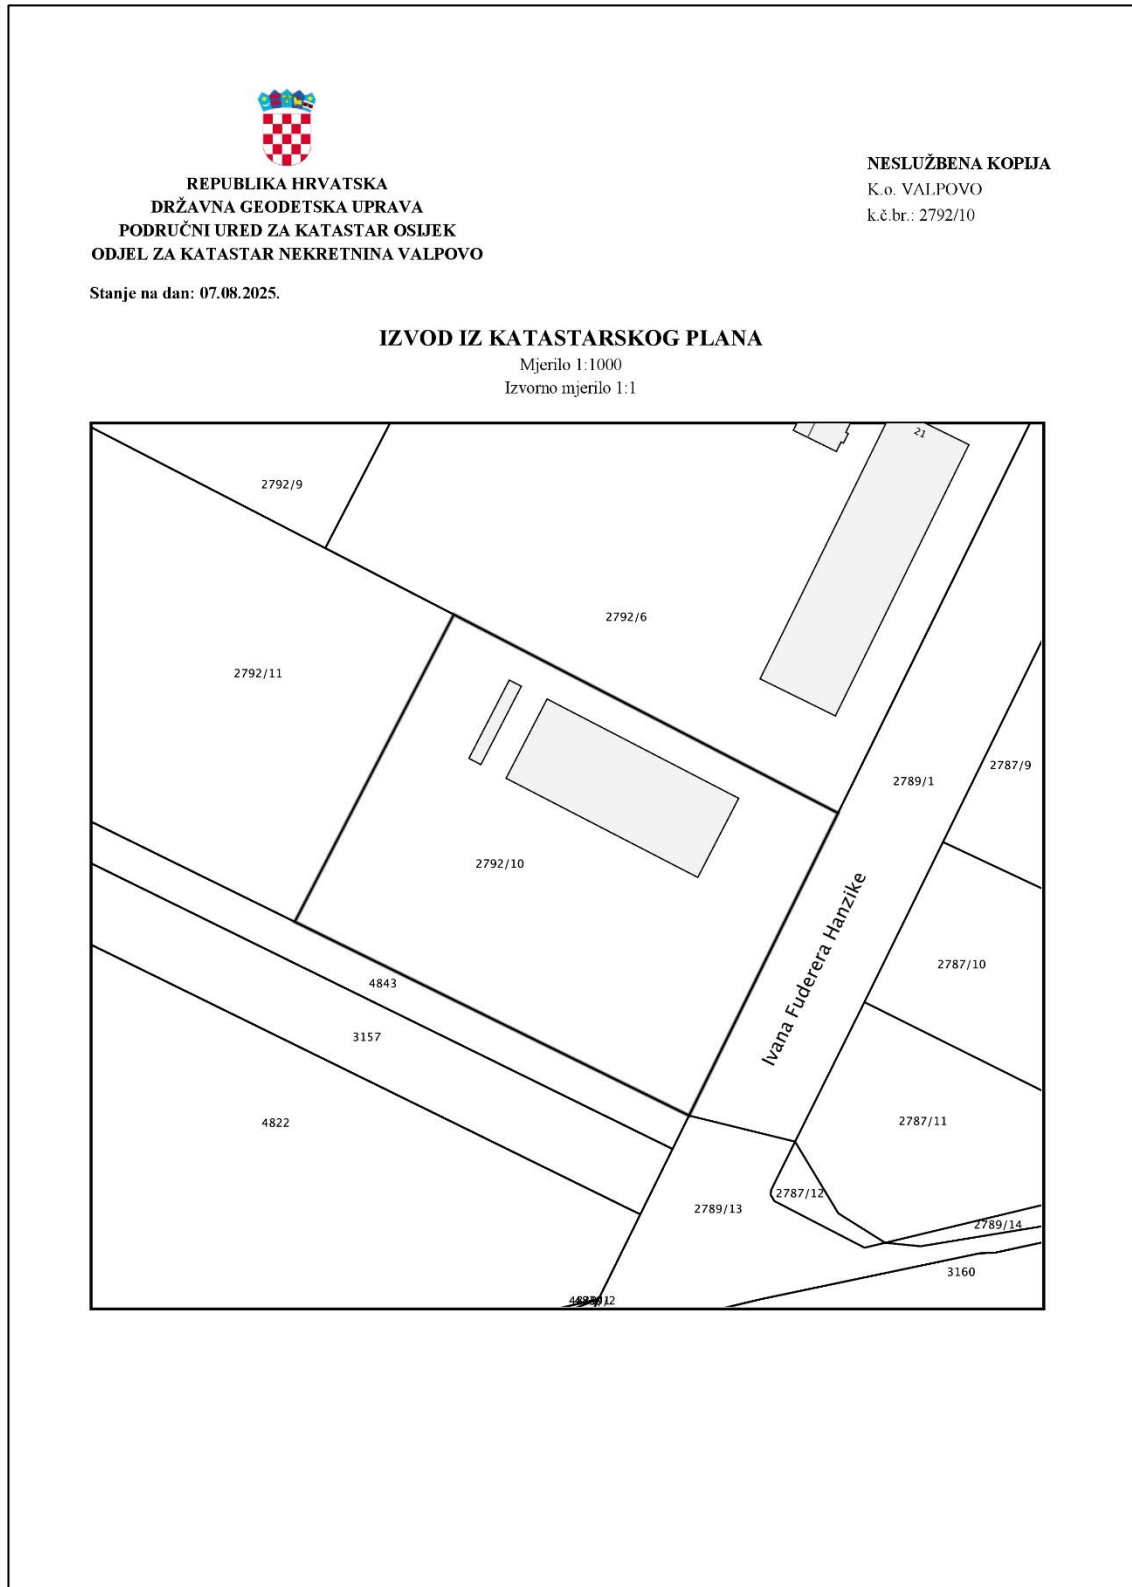 REPUBLIKA HRVATSKA
DRŽAVNA GEODETSKA UPRAVA
PODRUČNI URED ZA KATASTAR OSIJEK
ODJEL ZA KATASTAR NEKRETNINA VALPOVO
NESLUŽBENA KOPIJA
K.o. VALPOVO
k.č.br.: 2792/10
Stanje na dan: 07.08.2025.
IZVOD IZ KATASTARSKOG PLANA
Mjerilo 1:1000
Izvorno mjerilo 1:1
21
2792/9
2792/6
2792/11
2787/9
2789/1
2792/10
Ivana Fuderera Hanzike
2787/10
4843
3157
2787/11
4822
2787/12
2789/13
2789/14
3160